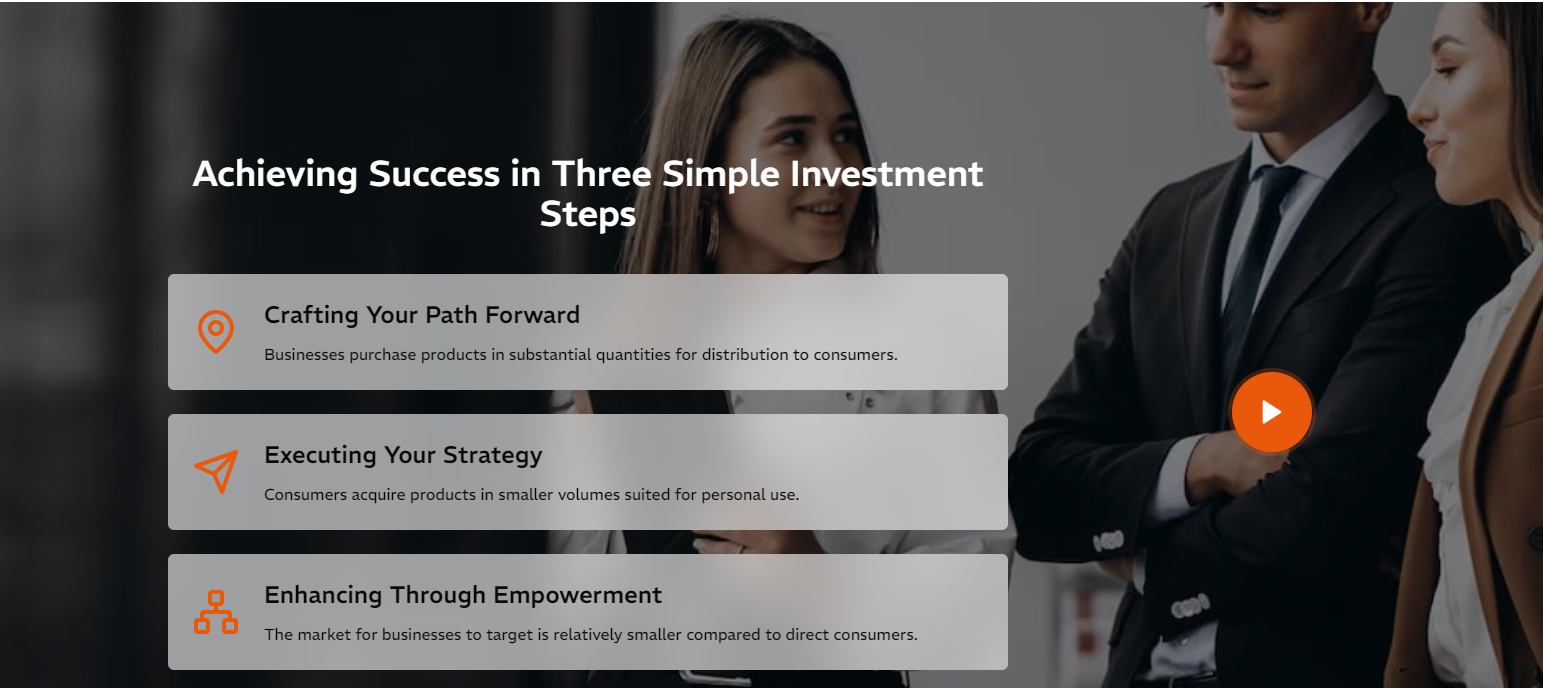 Achieving Success in Three Simple Investment
Steps
Crafting Your Path Forward
Businesses purchase products in substantial quantities for distribution to consumers.
Executing Your Strategy
Consumers acquire products in smaller volumes suited for personal use.
Enhancing Through Empowerment
The market for businesses to target is relatively smaller compared to direct consumers.